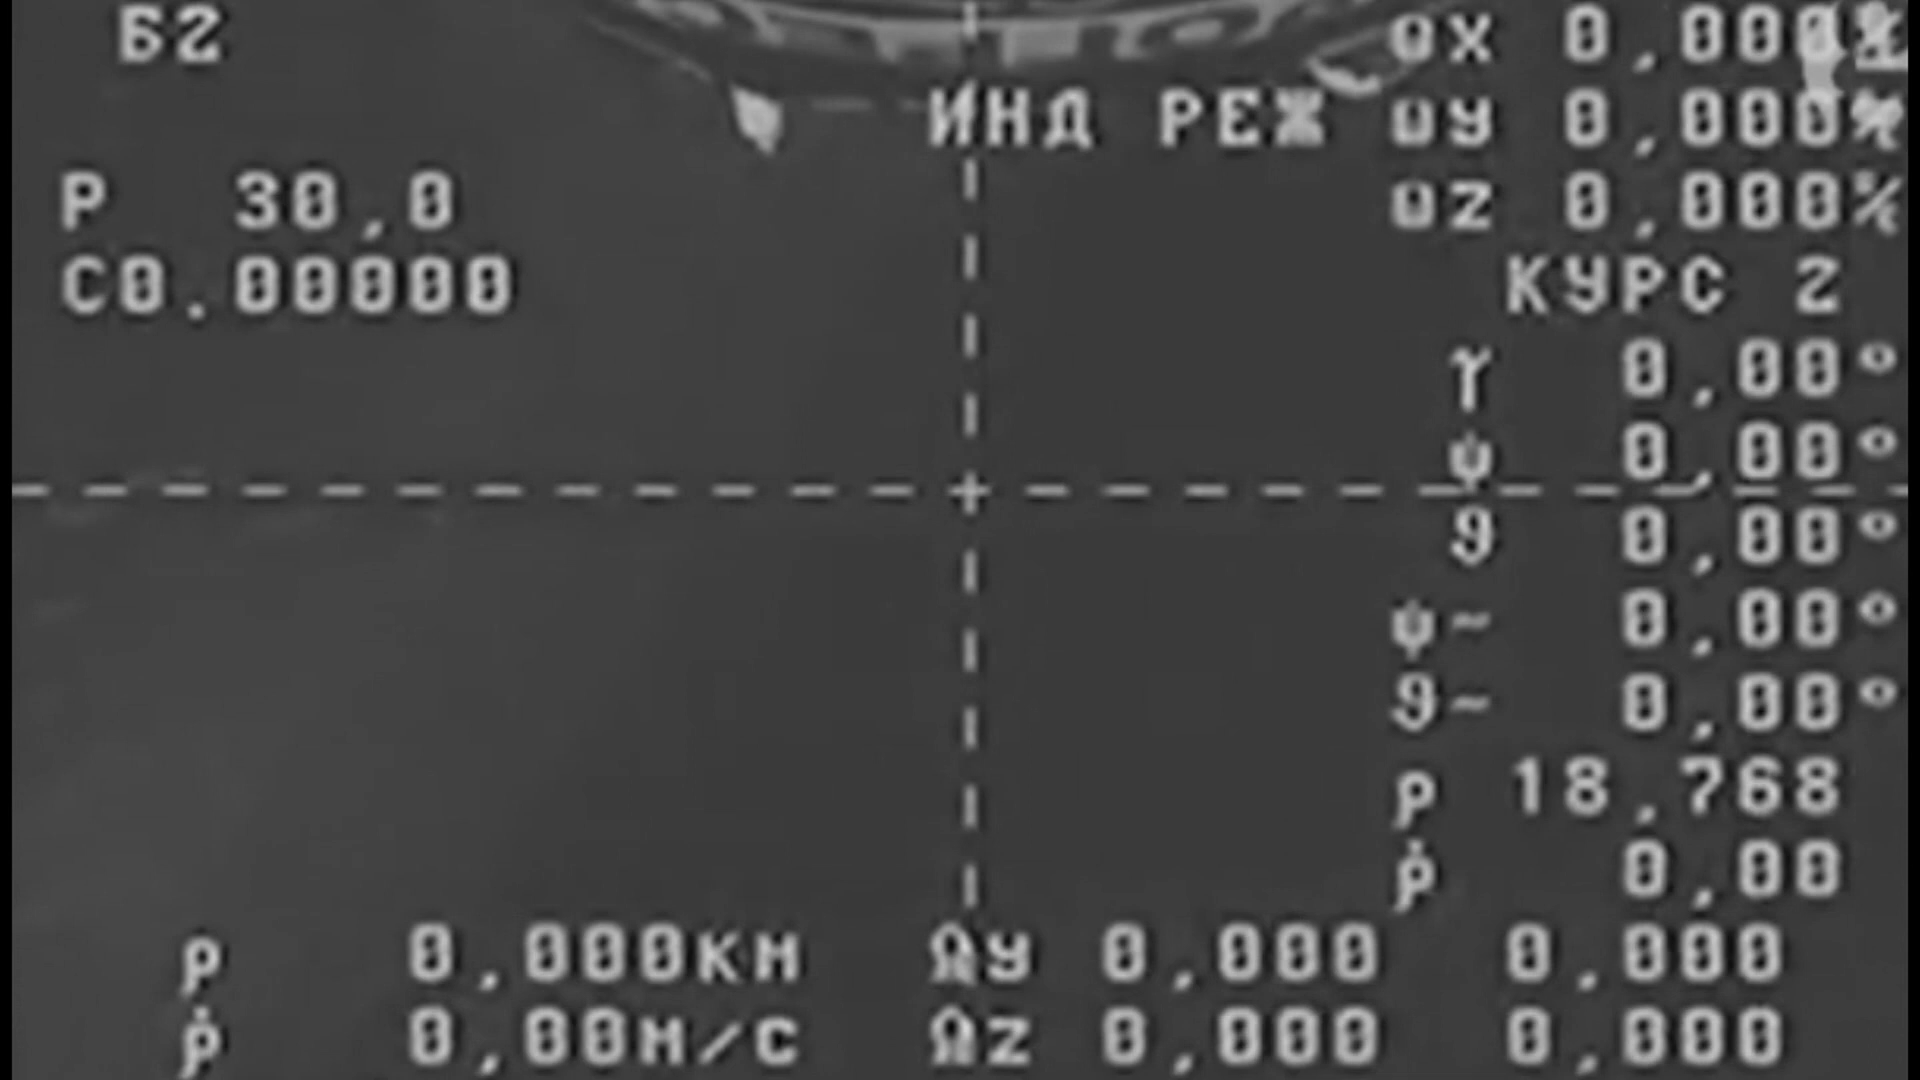 Б2
ωX 0,000%
ИНД РЕЖ ωУ 0,000%
Р 30,0 ωZ 0,000%
С0.00000 КУРС 2
γ 0,00°
ψ 0,00°
ϑ 0,00°
ψ~ 0,00°
ϑ~ 0,00°
ρ 18,768
ρ̇ 0,00
ρ 0,000КМ ΩУ 0,000 0,000
ρ̇ 0,00М/С ΩZ 0,000 0,000